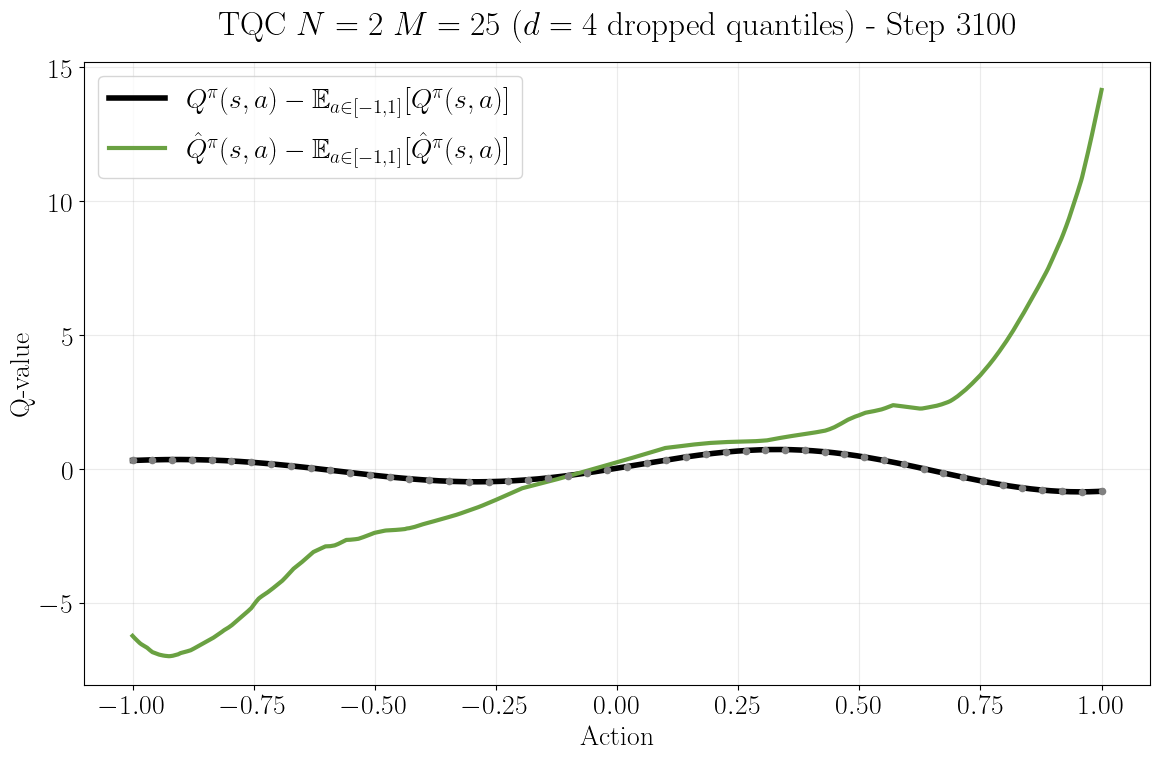 TQC N = 2 M = 25 (d = 4 dropped quantiles) - Step 3100
Q^π(s, a) − 𝔼_{a∈[−1,1]}[Q^π(s, a)]
Q̂^π(s, a) − 𝔼_{a∈[−1,1]}[Q̂^π(s, a)]
15
10
5
0
−5
Q-value
−1.00 −0.75 −0.50 −0.25 0.00 0.25 0.50 0.75 1.00
Action